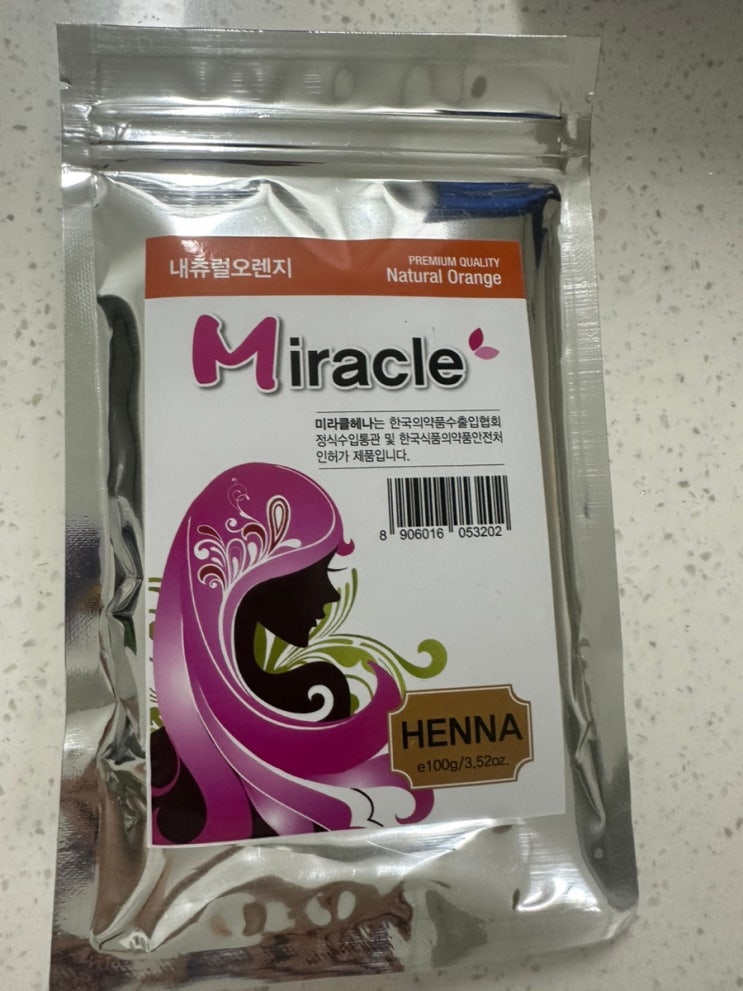 내츄럴오렌지
PREMIUM QUALITY
Natural Orange
Miracle
미라클헤나는 한국의약품수출입협회
정식수입통관 및 한국식품의약품안전처
인허가 제품입니다.
8 906016 053202
HENNA
e100g/3.52oz.